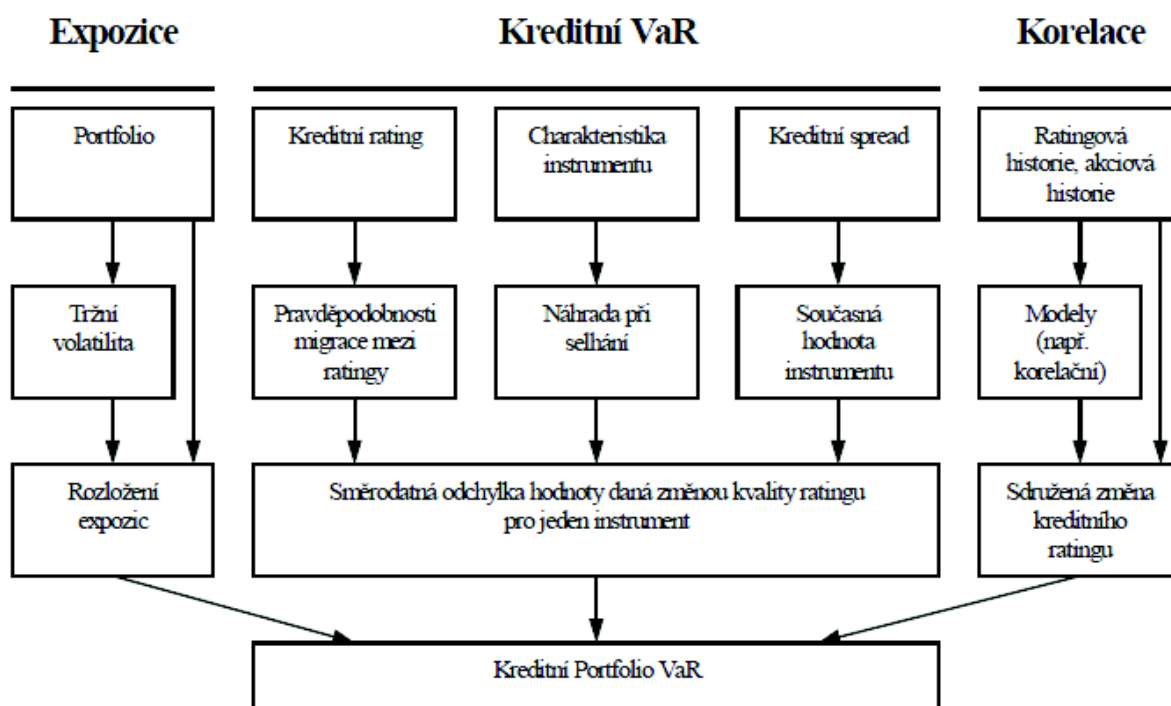 Expozice
Kreditní VaR
Korelace
Portfolio
Kreditní rating
Charakteristika
instrumentu
Kreditní spread
Ratingová
historie, akciová
historie
Tržní
volatilita
Pravděpodobnosti
migrace mezi
ratingy
Náhrada při
selhání
Současná
hodnota
instrumentu
Modely
(např.
korelační)
Rozložení
expozic
Směrodatná odchylka hodnoty daná změnou kvality ratingu
pro jeden instrument
Sdružená změna
kreditního
ratingu
Kreditní Portfolio VaR